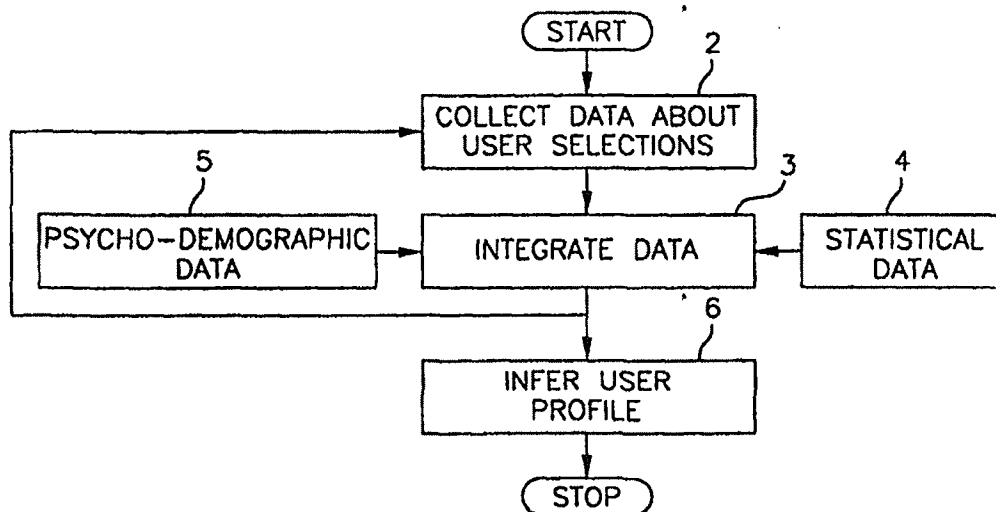 START
2
COLLECT DATA ABOUT
USER SELECTIONS
5
3
4
PSYCHO-DEMOGRAPHIC
DATA
INTEGRATE DATA
STATISTICAL
DATA
6
INFER USER
PROFILE
STOP